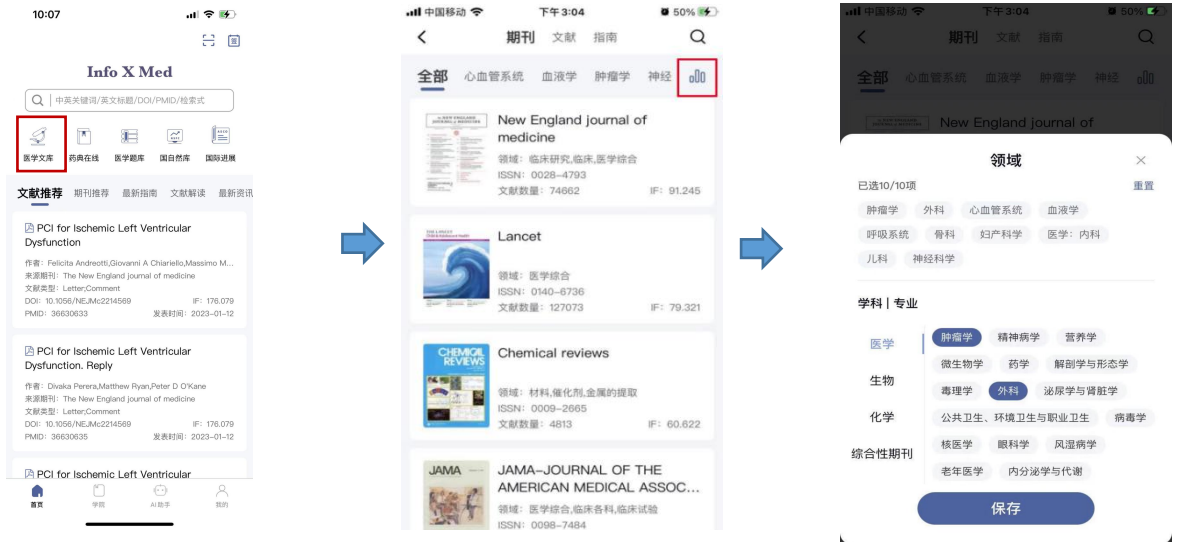 10:07
Info X Med
中英关键词/英文标题/DOI/PMID/检索式
医学文库 药典在线 医学题库 国自然库 国际进展
文献推荐 期刊推荐 最新指南 文献解读 最新资讯
PCI for Ischemic Left Ventricular
Dysfunction
作者: Felicita Andreotti,Giovanni A Chiariello,Massimo M...
来源期刊: The New England journal of medicine
文献类型: Letter;Comment
DOI: 10.1056/NEJMc2214569 IF: 176.079
PMID: 36630633 发表时间: 2023-01-12
PCI for Ischemic Left Ventricular
Dysfunction. Reply
作者: Divaka Perera,Matthew Ryan,Peter D O'Kane
来源期刊: The New England journal of medicine
文献类型: Letter;Comment
DOI: 10.1056/NEJMc2214569 IF: 176.079
PMID: 36630635 发表时间: 2023-01-12
PCI for Ischemic Left Ventricular
首页 学院 AI助手 我的
中国移动 下午3:04 50%
期刊 文献 指南
全部 心血管系统 血液学 肿瘤学 神经
New England journal of
medicine
领域: 临床研究,临床,医学综合
ISSN: 0028-4793
文献数量: 74662 IF: 91.245
Lancet
领域: 医学综合
ISSN: 0140-6736
文献数量: 127073 IF: 79.321
CHEMICAL
REVIEWS
Chemical reviews
领域: 材料,催化剂,金属的提取
ISSN: 0009-2665
文献数量: 4813 IF: 60.622
JAMA
JAMA-JOURNAL OF THE
AMERICAN MEDICAL ASSOC...
领域: 医学综合,临床各科,临床试验
ISSN: 0098-7484
中国移动 下午3:04 50%
期刊 文献 指南
全部 心血管系统 血液学 肿瘤学 神经
New England journal of
领域
已选10/10项 重置
肿瘤学 外科 心血管系统 血液学
呼吸系统 骨科 妇产科学 医学: 内科
儿科 神经科学
学科 | 专业
医学
生物
化学
综合性期刊
肿瘤学 精神病学 营养学
微生物学 药学 解剖学与形态学
毒理学 外科 泌尿学与肾脏学
公共卫生、环境卫生与职业卫生 病毒学
核医学 眼科学 风湿病学
老年医学 内分泌学与代谢
保存